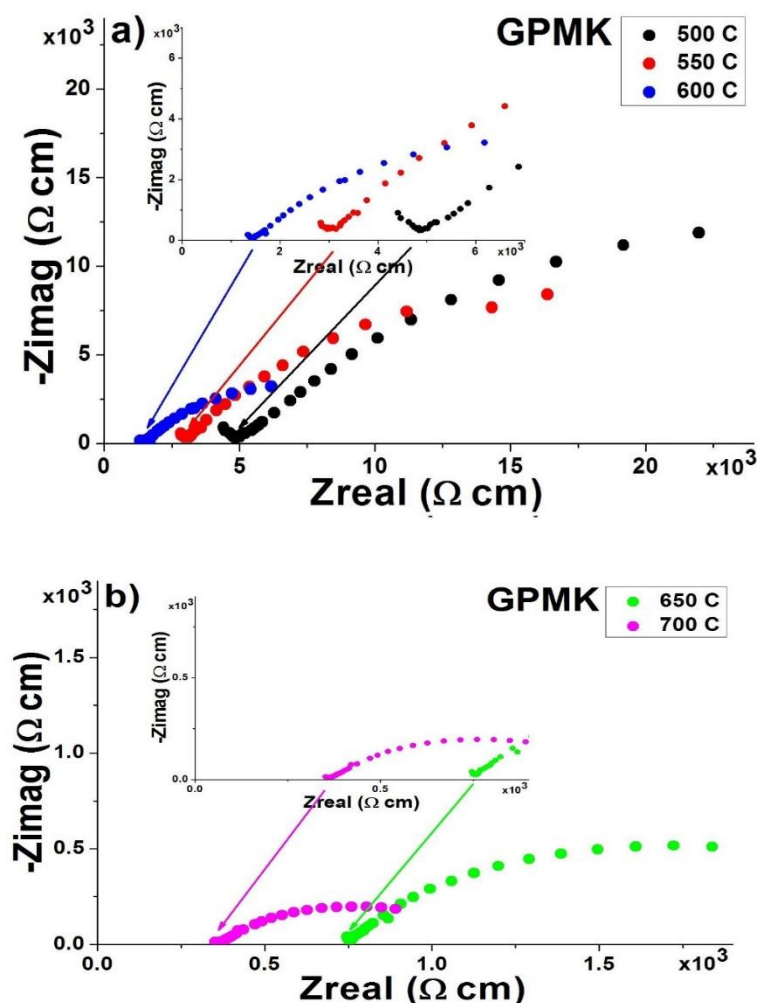 a)
GPMK
500 C
550 C
600 C
x10³
20
15
10
5
0
-Zimag (Ω cm)
x10³
6
4
2
0
-Zimag (Ω cm)
0 2 4 6 x10³
Zreal (Ω cm)
0 5 10 15 20 x10³
Zreal (Ω cm)
b)
GPMK
650 C
700 C
x10³
1.5
1.0
0.5
0.0
-Zimag (Ω cm)
x10³
0.5
0.0
-Zimag (Ω cm)
0.0 0.5 x10³
Zreal (Ω cm)
0.0 0.5 1.0 1.5 x10³
Zreal (Ω cm)